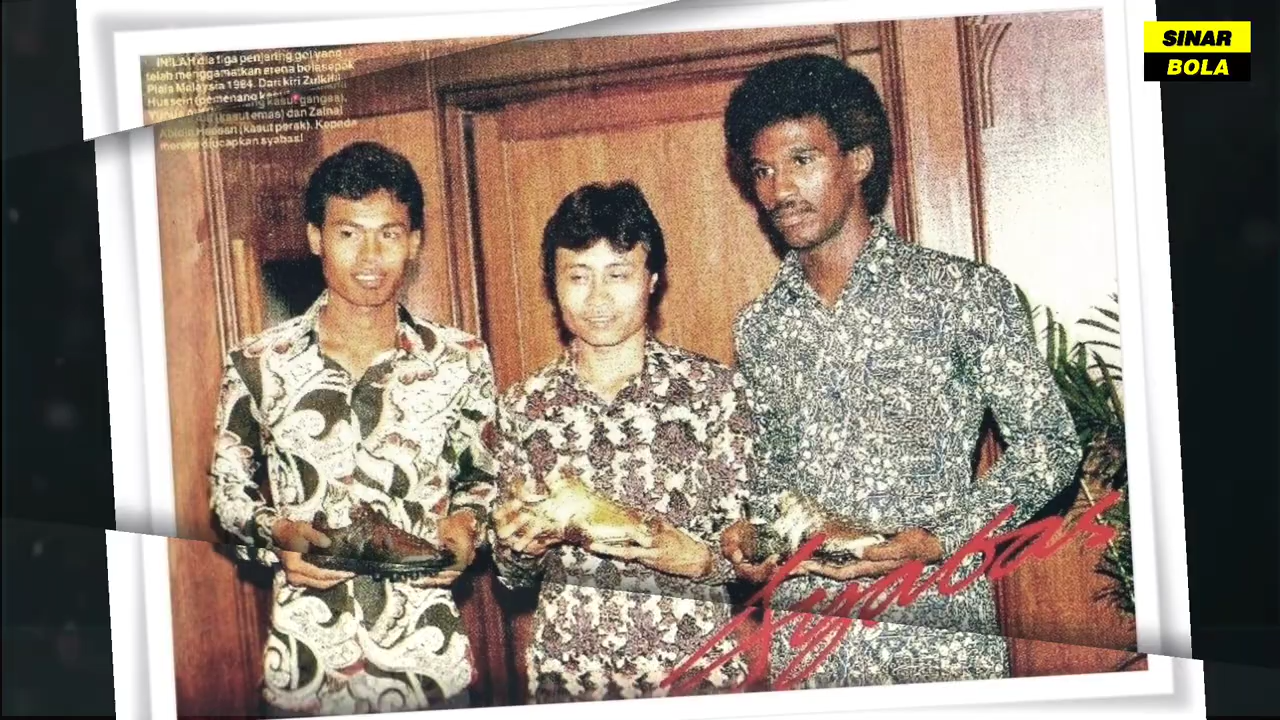 INILAH dia tiga penjaring gol yang
telah menggamatkan arena bolasepak
Piala Malaysia 1984. Dari kiri Zulkifli
Hussein (pemenang kasut gangsa),
(kasut emas) dan Zainal
Abidin Hassan (kasut perak). Kepada
mereka diucapkan syabas!
SINAR
BOLA
Syabas